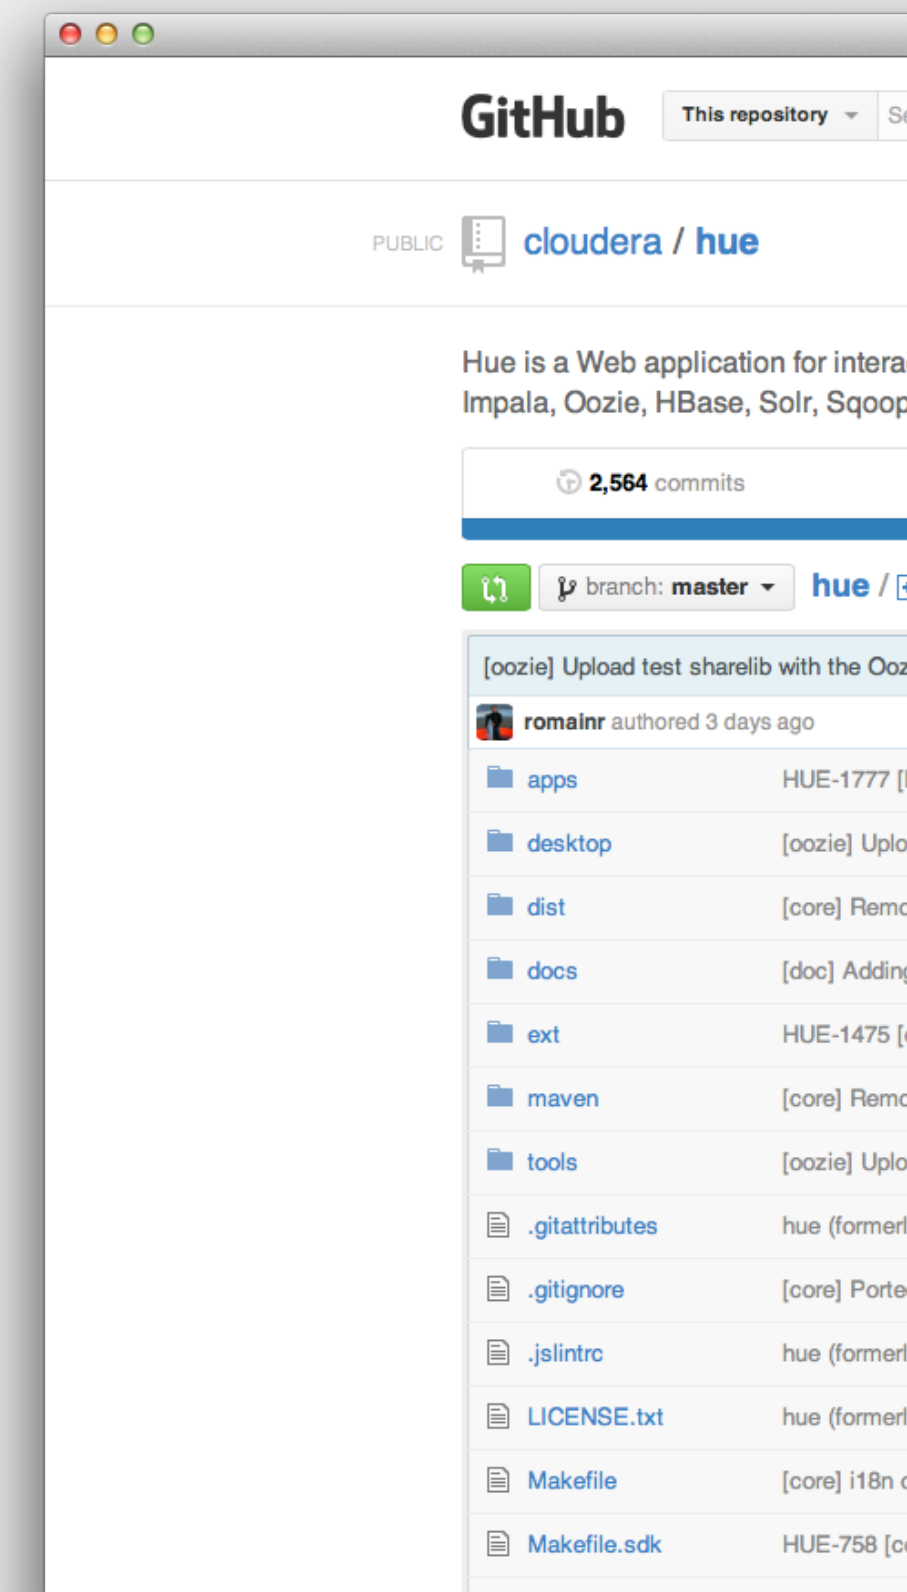 GitHub This repository
PUBLIC cloudera / hue
Hue is a Web application for
Impala, Oozie, HBase, Solr, Sqoop
2,564 commits
branch: master hue /
[oozie] Upload test sharelib with the
romainr authored 3 days ago
apps HUE-1777
desktop [oozie]
dist [core]
docs [doc]
ext HUE-1475
maven [core]
tools [oozie]
.gitattributes hue
.gitignore [core]
.jslintrc hue
LICENSE.txt hue
Makefile [core] i18n
Makefile.sdk HUE-758